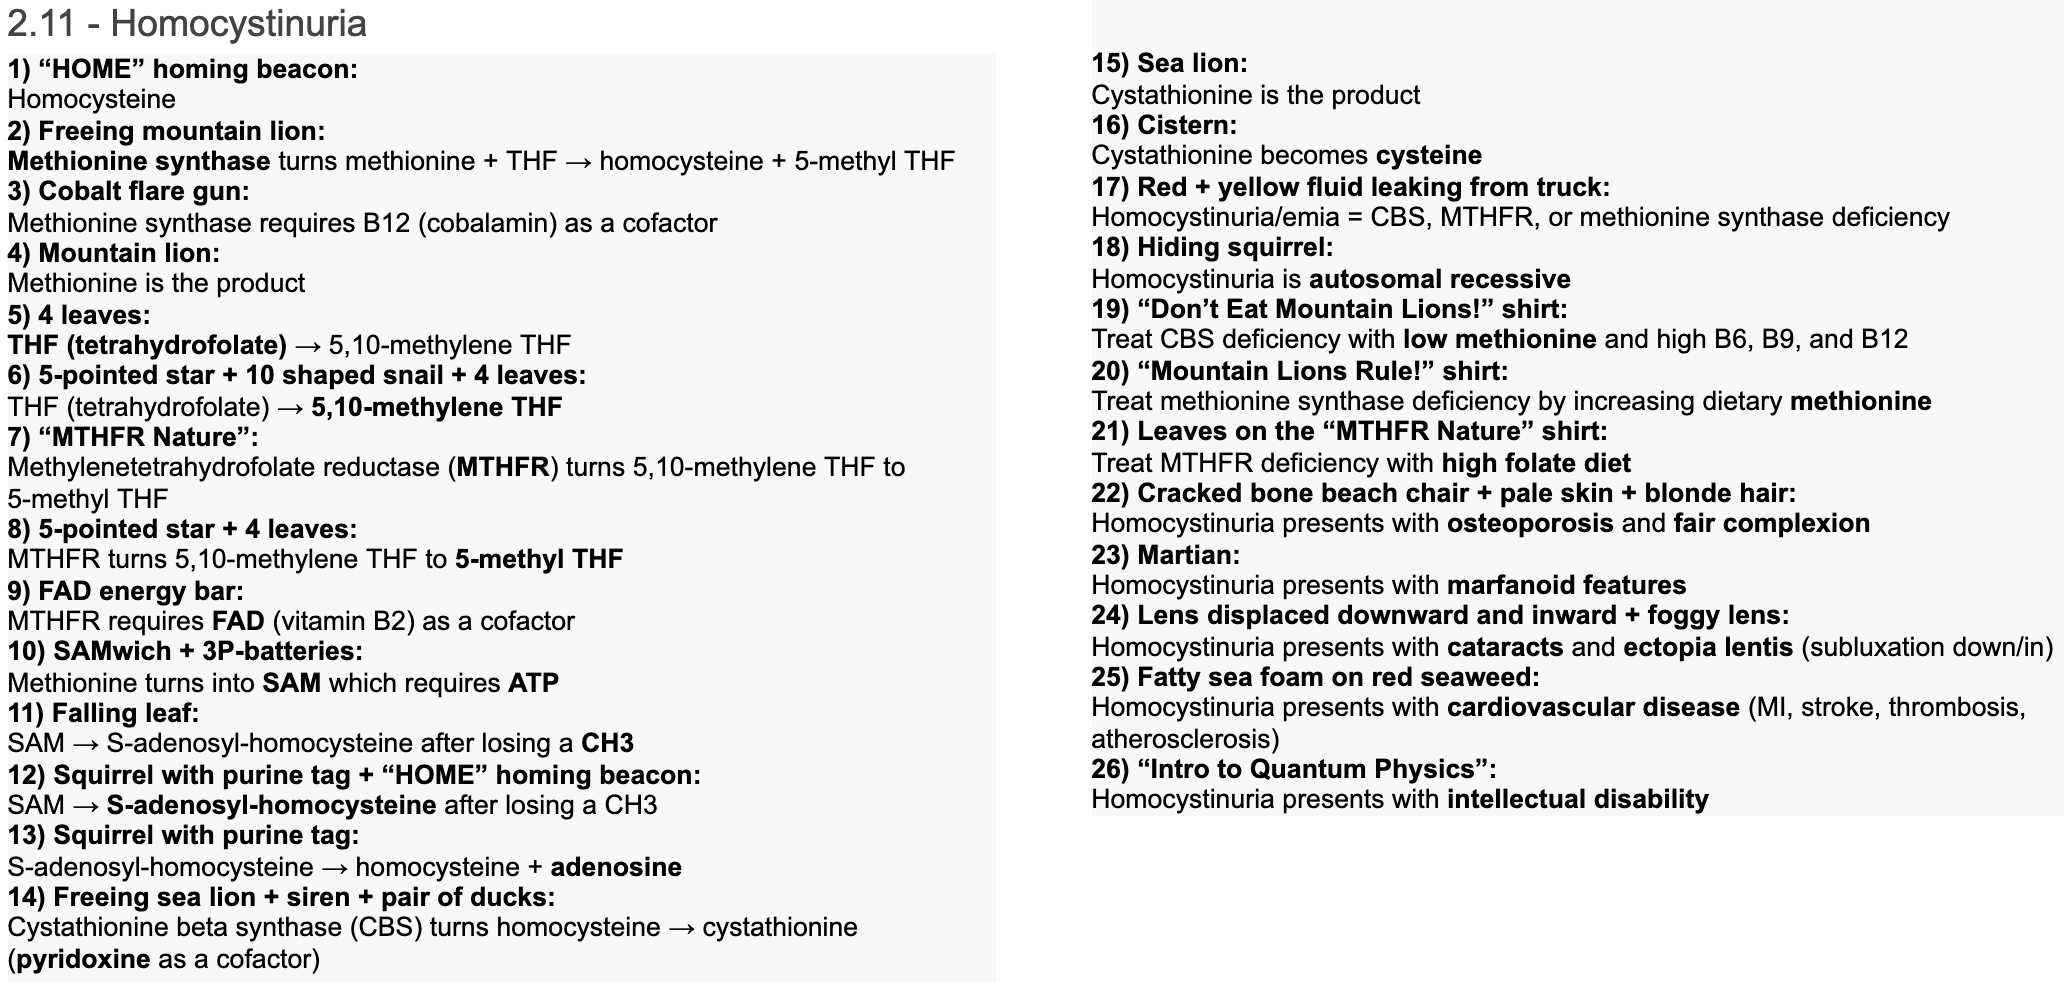 2.11 - Homocystinuria
1) “HOME” homing beacon:
Homocysteine
2) Freeing mountain lion:
Methionine synthase turns methionine + THF → homocysteine + 5-methyl THF
3) Cobalt flare gun:
Methionine synthase requires B12 (cobalamin) as a cofactor
4) Mountain lion:
Methionine is the product
5) 4 leaves:
THF (tetrahydrofolate) → 5,10-methylene THF
6) 5-pointed star + 10 shaped snail + 4 leaves:
THF (tetrahydrofolate) → 5,10-methylene THF
7) “MTHFR Nature”:
Methylenetetrahydrofolate reductase (MTHFR) turns 5,10-methylene THF to
5-methyl THF
8) 5-pointed star + 4 leaves:
MTHFR turns 5,10-methylene THF to 5-methyl THF
9) FAD energy bar:
MTHFR requires FAD (vitamin B2) as a cofactor
10) SAMwich + 3P-batteries:
Methionine turns into SAM which requires ATP
11) Falling leaf:
SAM → S-adenosyl-homocysteine after losing a CH3
12) Squirrel with purine tag + “HOME” homing beacon:
SAM → S-adenosyl-homocysteine after losing a CH3
13) Squirrel with purine tag:
S-adenosyl-homocysteine → homocysteine + adenosine
14) Freeing sea lion + siren + pair of ducks:
Cystathionine beta synthase (CBS) turns homocysteine → cystathionine
(pyridoxine as a cofactor)
15) Sea lion:
Cystathionine is the product
16) Cistern:
Cystathionine becomes cysteine
17) Red + yellow fluid leaking from truck:
Homocystinuria/emia = CBS, MTHFR, or methionine synthase deficiency
18) Hiding squirrel:
Homocystinuria is autosomal recessive
19) “Don’t Eat Mountain Lions!” shirt:
Treat CBS deficiency with low methionine and high B6, B9, and B12
20) “Mountain Lions Rule!” shirt:
Treat methionine synthase deficiency by increasing dietary methionine
21) Leaves on the “MTHFR Nature” shirt:
Treat MTHFR deficiency with high folate diet
22) Cracked bone beach chair + pale skin + blonde hair:
Homocystinuria presents with osteoporosis and fair complexion
23) Martian:
Homocystinuria presents with marfanoid features
24) Lens displaced downward and inward + foggy lens:
Homocystinuria presents with cataracts and ectopia lentis (subluxation down/in)
25) Fatty sea foam on red seaweed:
Homocystinuria presents with cardiovascular disease (MI, stroke, thrombosis,
atherosclerosis)
26) “Intro to Quantum Physics”:
Homocystinuria presents with intellectual disability